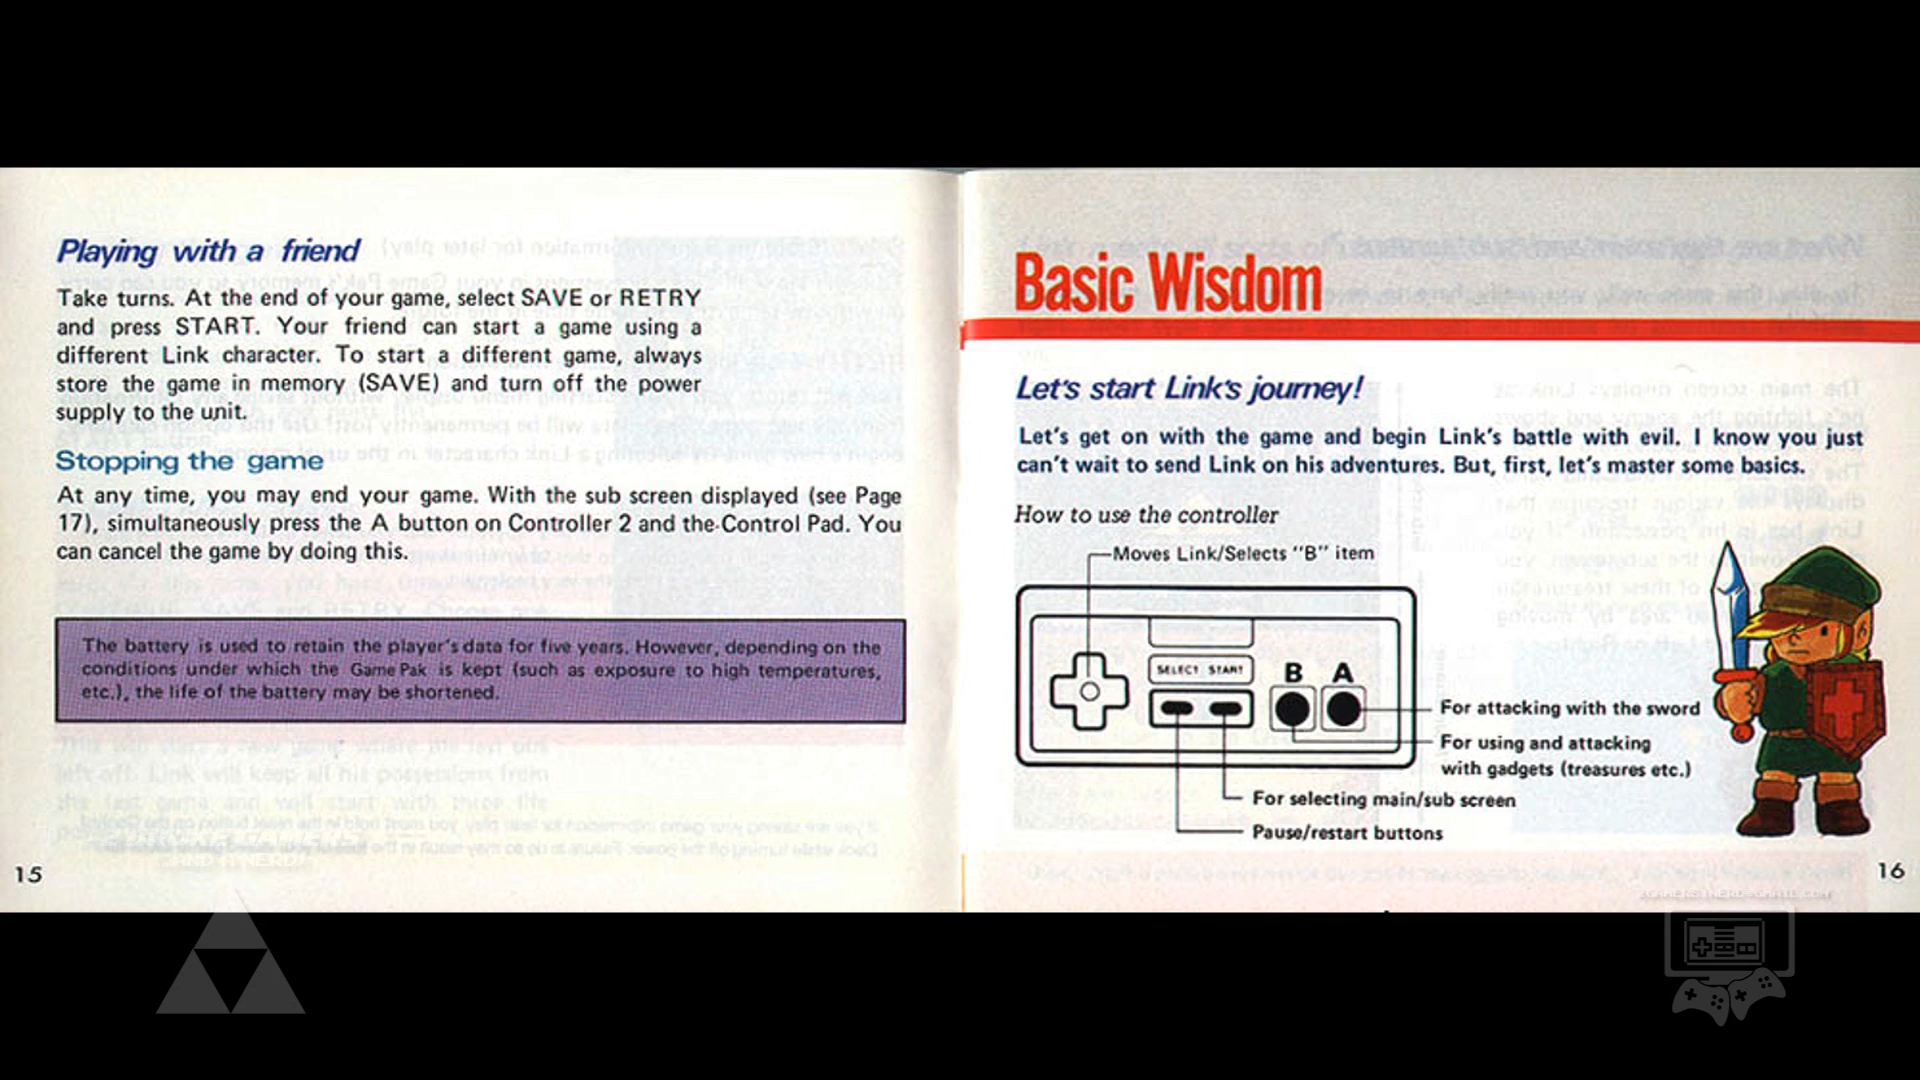 Playing with a friend
Take turns. At the end of your game, select SAVE or RETRY
and press START. Your friend can start a game using a
different Link character. To start a different game, always
store the game in memory (SAVE) and turn off the power
supply to the unit.
Stopping the game
At any time, you may end your game. With the sub screen displayed (see Page
17), simultaneously press the A button on Controller 2 and the Control Pad. You
can cancel the game by doing this.
The battery is used to retain the player's data for five years. However, depending on the
conditions under which the Game Pak is kept (such as exposure to high temperatures,
etc.), the life of the battery may be shortened.
15
Basic Wisdom
Let's start Link's journey!
Let's get on with the game and begin Link's battle with evil. I know you just
can't wait to send Link on his adventures. But, first, let's master some basics.
How to use the controller
Moves Link/Selects "B" item
SELECT START
B A
For attacking with the sword
For using and attacking
with gadgets (treasures etc.)
For selecting main/sub screen
Pause/restart buttons
16